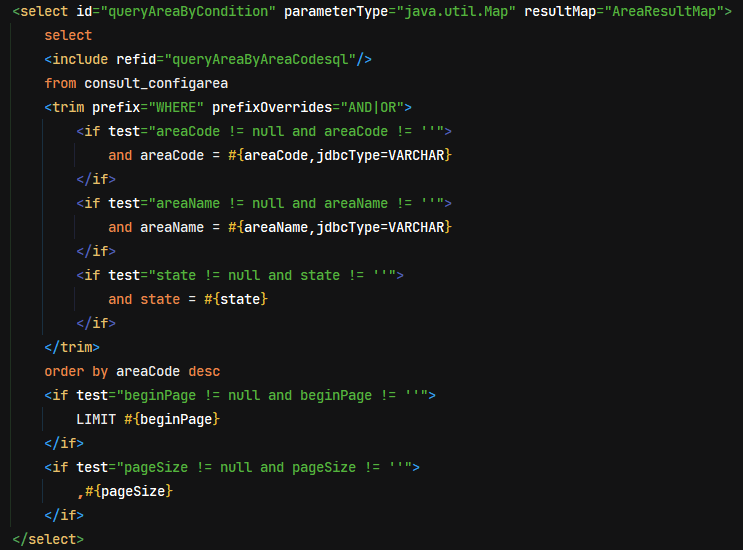 <select id="queryAreaByCondition" parameterType="java.util.Map" resultMap="AreaResultMap">
    select
    <include refid="queryAreaByAreaCodesql"/>
    from consult_configarea
    <trim prefix="WHERE" prefixOverrides="AND|OR">
        <if test="areaCode != null and areaCode != ''">
            and areaCode = #{areaCode,jdbcType=VARCHAR}
        </if>
        <if test="areaName != null and areaName != ''">
            and areaName = #{areaName,jdbcType=VARCHAR}
        </if>
        <if test="state != null and state != ''">
            and state = #{state}
        </if>
    </trim>
    order by areaCode desc
    <if test="beginPage != null and beginPage != ''">
        LIMIT #{beginPage}
    </if>
    <if test="pageSize != null and pageSize != ''">
        ,#{pageSize}
    </if>
</select>